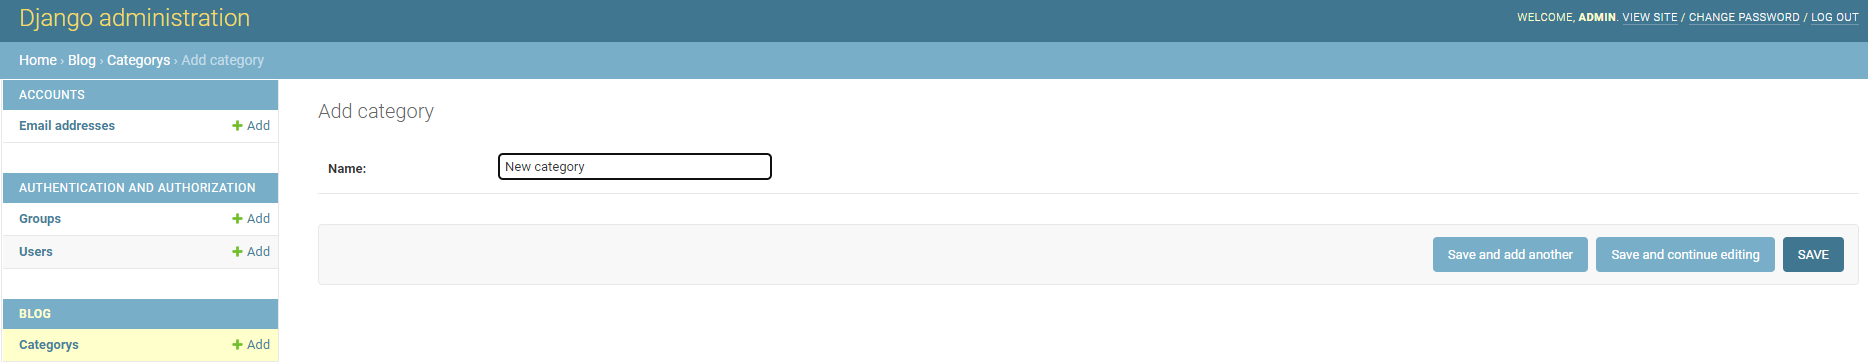 Django administration
WELCOME, ADMIN. VIEW SITE / CHANGE PASSWORD / LOG OUT
Home › Blog › Categorys › Add category
ACCOUNTS
Email addresses + Add
AUTHENTICATION AND AUTHORIZATION
Groups + Add
Users + Add
BLOG
Categorys + Add
Add category
Name: New category
Save and add another Save and continue editing SAVE